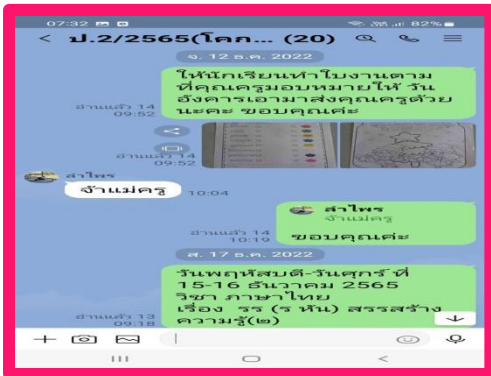 07:32 82%
< ป.2/2565(โคก... (20)
จ. 12 ธ.ค. 2022
ให้นักเรียนทำใบงานตาม
ที่คุณครูมอบหมายให้ วัน
อังคารเอามาส่งคุณครูด้วย
นะคะ ขอบคุณค่ะ
อ่านแล้ว 14
09:52
อ่านแล้ว 14
09:52
ลำไพร
จ้าแม่ครู
10:04
ลำไพร
จ้าแม่ครู
ขอบคุณค่ะ
อ่านแล้ว 14
10:19
ส. 17 ธ.ค. 2022
วันพฤหัสบดี-วันศุกร์ ที่
15-16 ธันวาคม 2565
วิชา ภาษาไทย
เรื่อง รร (ร หัน) สรรสร้าง
ความรู้(๒)
อ่านแล้ว 13
09:18